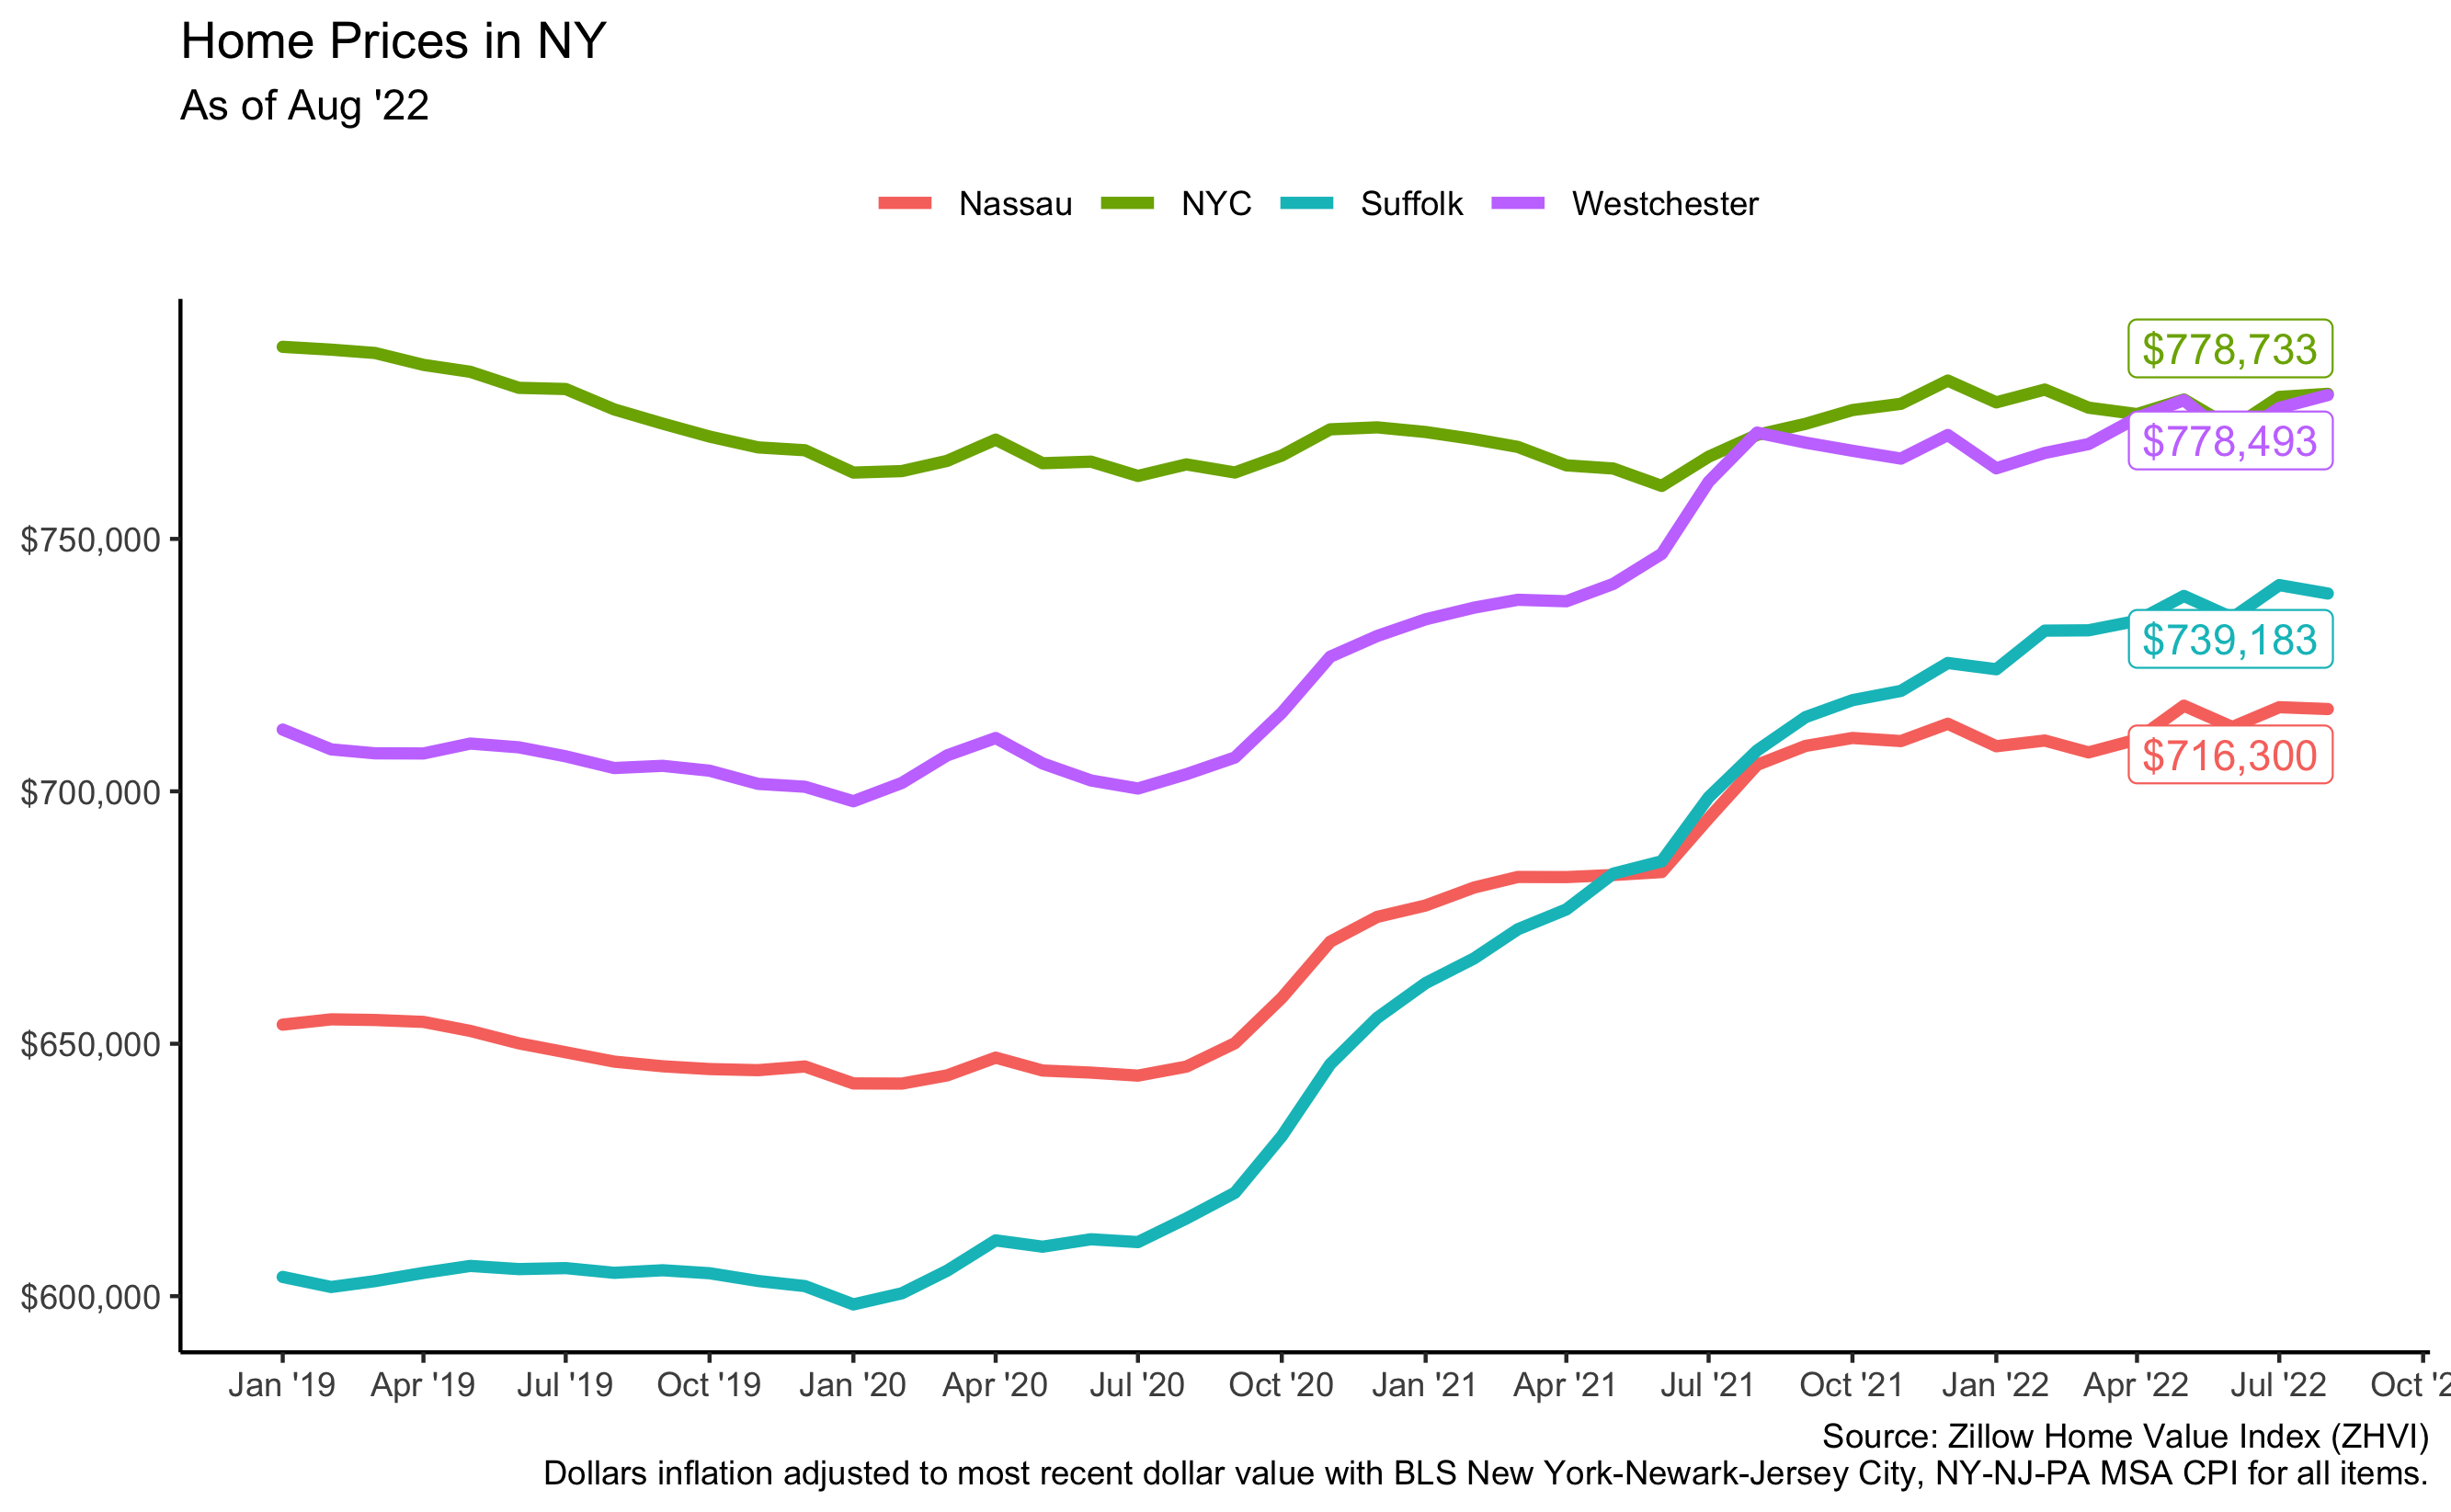 Home Prices in NY
As of Aug '22
Nassau NYC Suffolk Westchester
$778,733
$778,493
$750,000
$739,183
$716,300
$700,000
$650,000
$600,000
Jan '19 Apr '19 Jul '19 Oct '19 Jan '20 Apr '20 Jul '20 Oct '20 Jan '21 Apr '21 Jul '21 Oct '21 Jan '22 Apr '22 Jul '22 Oct '2
Source: Zillow Home Value Index (ZHVI)
Dollars inflation adjusted to most recent dollar value with BLS New York-Newark-Jersey City, NY-NJ-PA MSA CPI for all items.